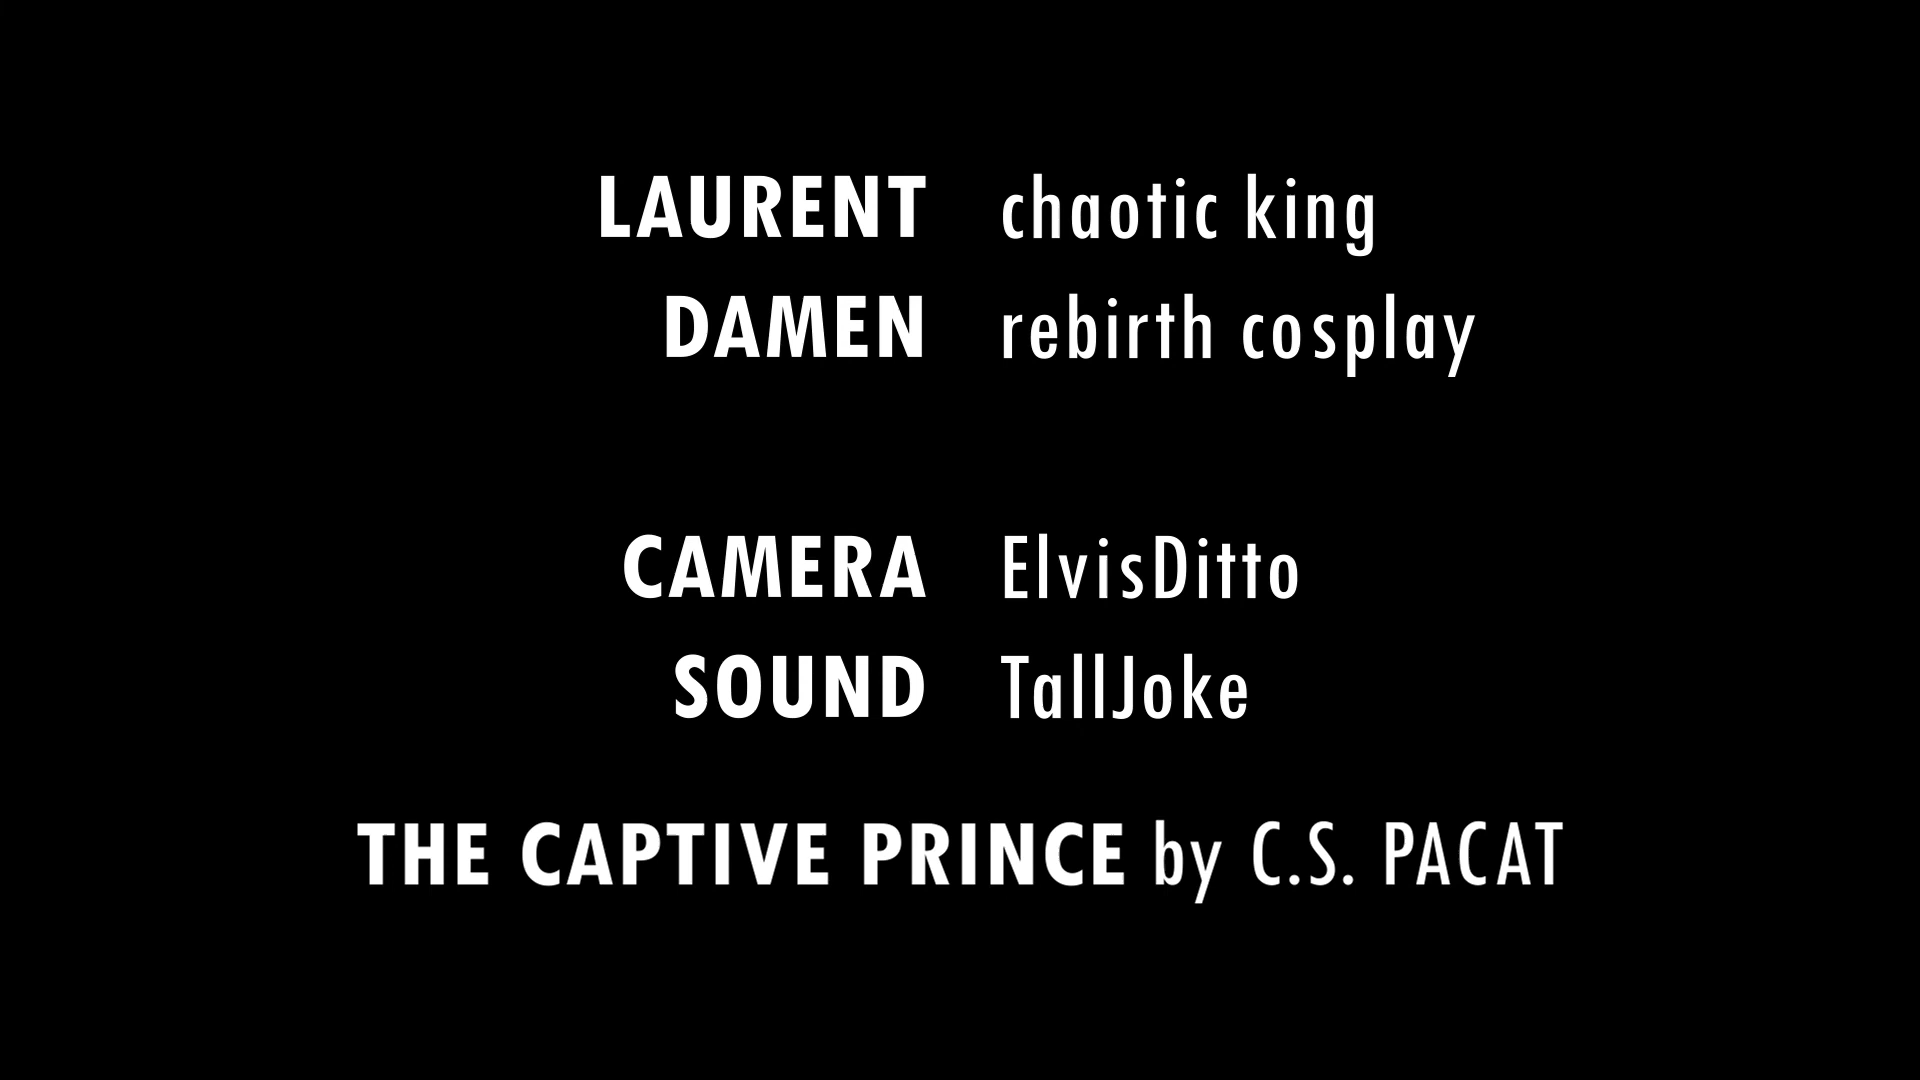 LAURENT chaotic king
DAMEN rebirth cosplay
CAMERA ElvisDitto
SOUND TallJoke
THE CAPTIVE PRINCE by C.S. PACAT